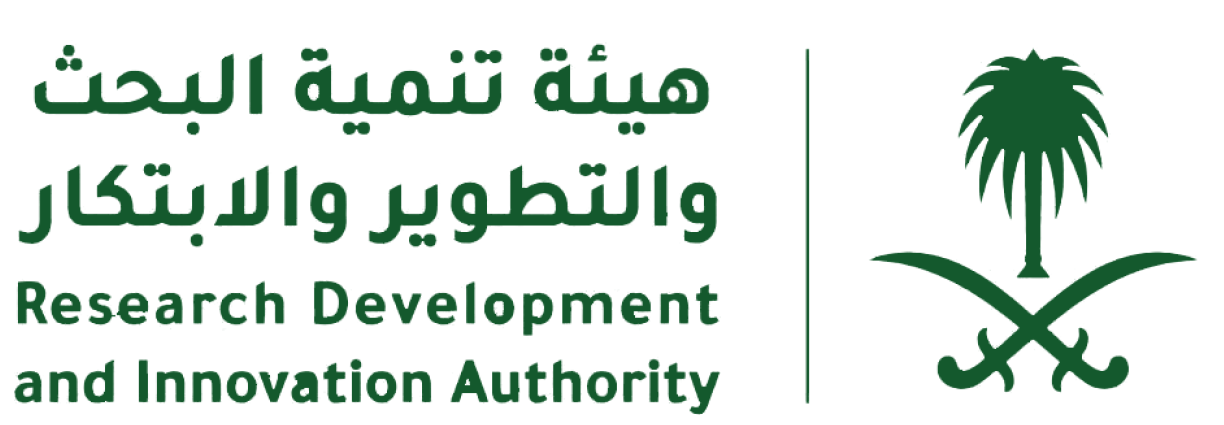 هيئة تنمية البحث
والتطوير والابتكار
Research Development
and Innovation Authority